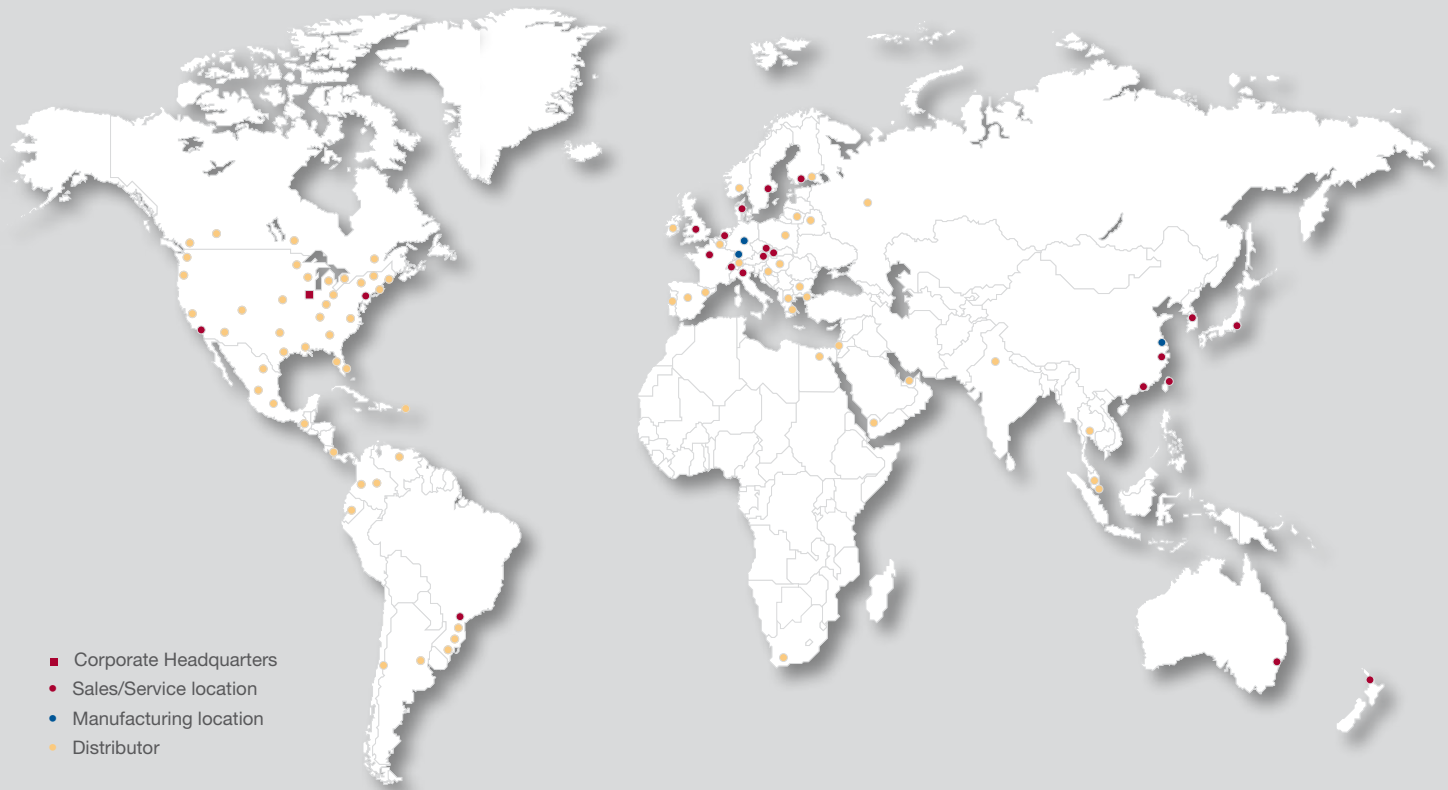 Corporate Headquarters
Sales/Service location
Manufacturing location
Distributor